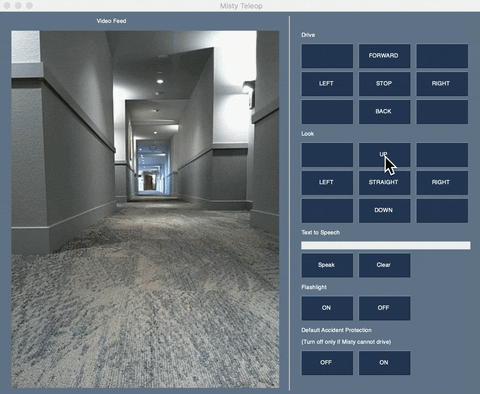 Misty Teleop
Video Feed
Drive
FORWARD
LEFT STOP RIGHT
BACK
Look
UP
LEFT STRAIGHT RIGHT
DOWN
Text to Speech
Speak Clear
Flashlight
ON OFF
Default Accident Protection
(Turn off only if Misty cannot drive)
OFF ON